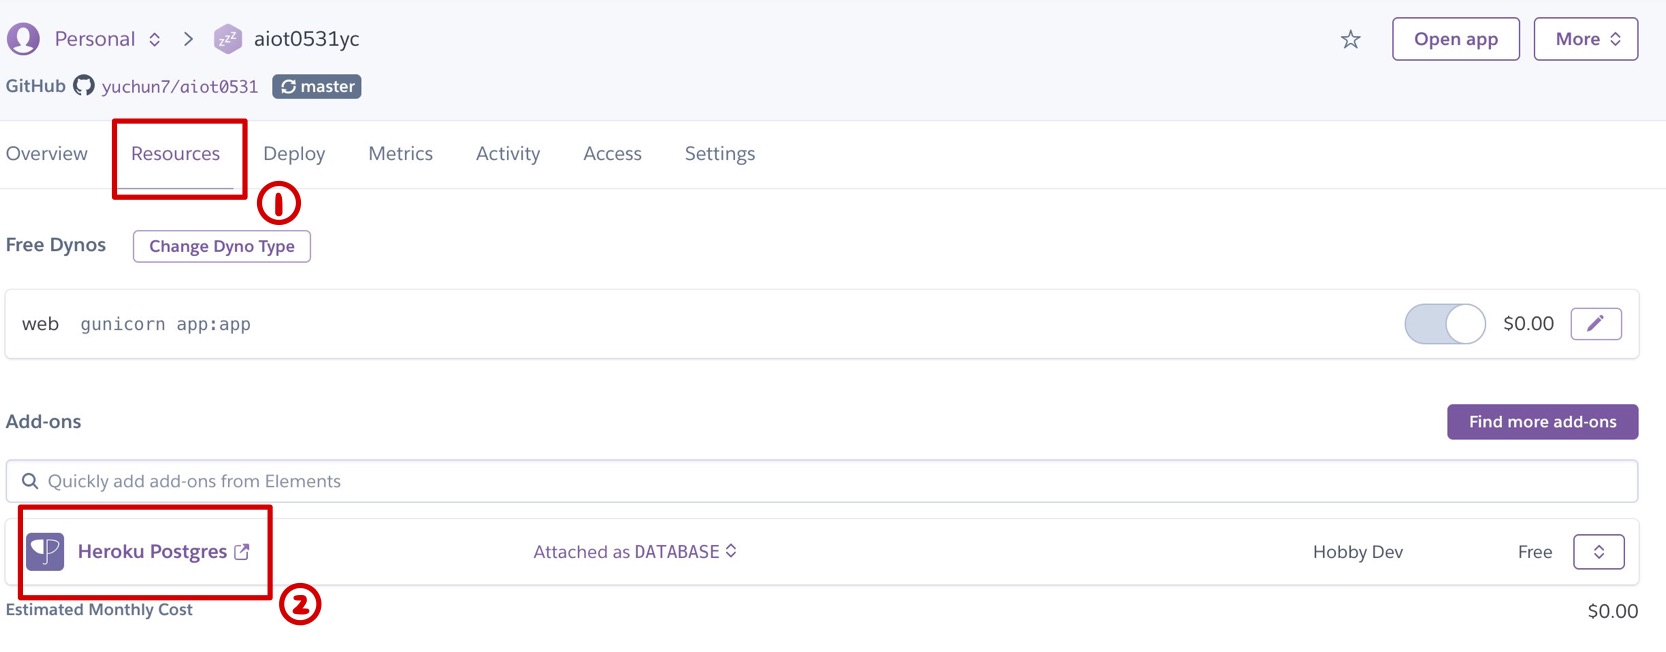 Personal > zzz aiot0531yc Open app More
GitHub yuchun7/aiot0531 master
Overview Resources Deploy Metrics Activity Access Settings
1
Free Dynos Change Dyno Type
web gunicorn app:app $0.00
Add-ons Find more add-ons
Quickly add add-ons from Elements
Heroku Postgres Attached as DATABASE Hobby Dev Free
2
Estimated Monthly Cost $0.00